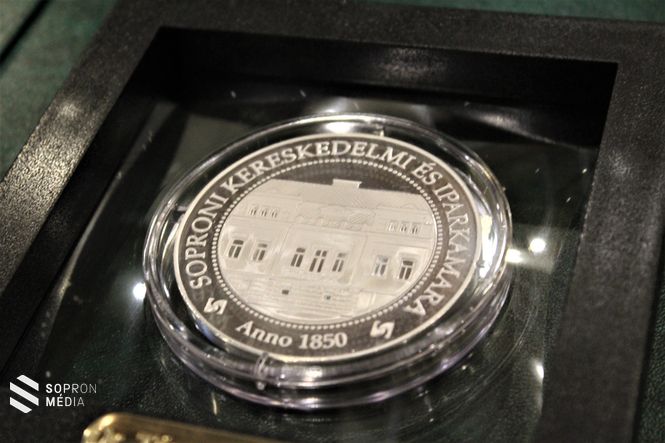 SOPRONI KERESKEDELMI ÉS IPARKAMARA
Anno 1850
SOPRON
MÉDIA